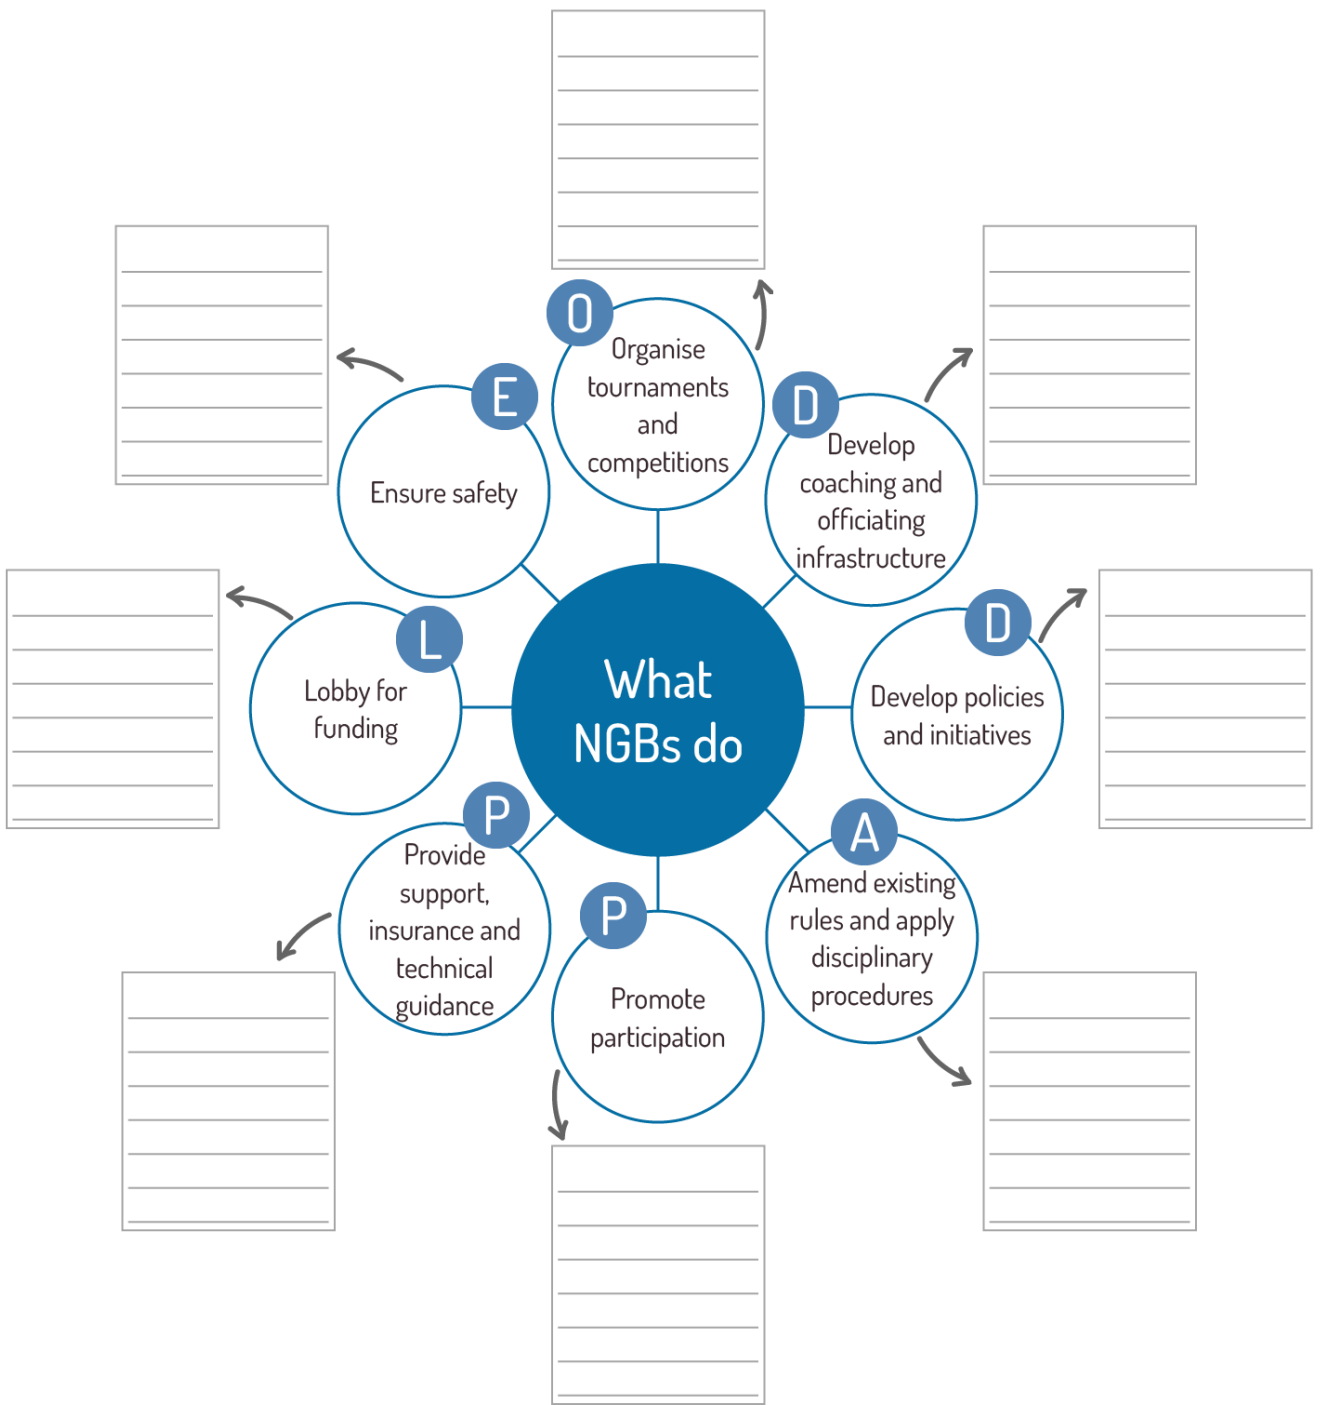 O
Organise
tournaments
and
competitions
D
Develop
coaching and
officiating
infrastructure
D
Develop policies
and initiatives
A
Amend existing
rules and apply
disciplinary
procedures
P
Promote
participation
P
Provide
support,
insurance and
technical
guidance
L
Lobby for
funding
E
Ensure safety
What
NGBs do